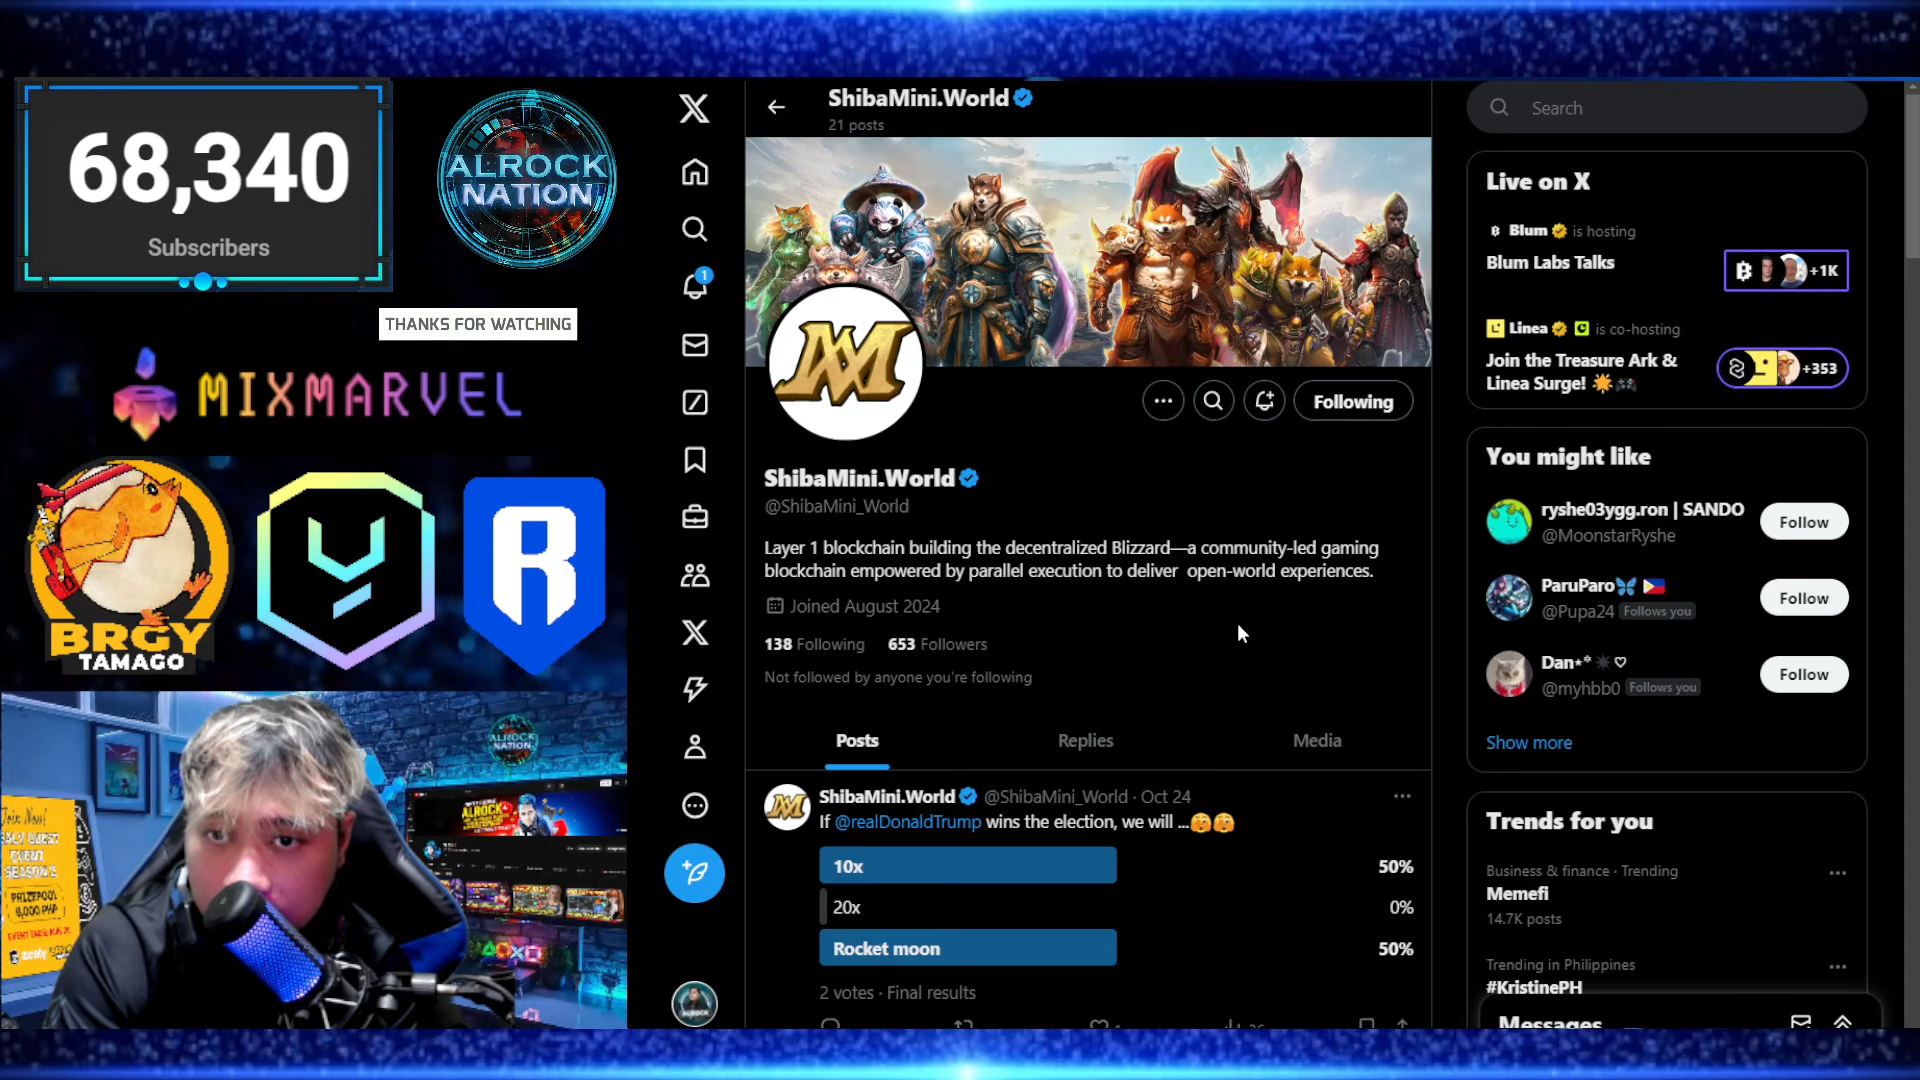 68,340
Subscribers
ALROCK
NATION
THANKS FOR WATCHING
MIXMARVEL
BRGY
TAMAGO
ShibaMini.World
21 posts
1
Following
ShibaMini.World
@ShibaMini_World
Layer 1 blockchain building the decentralized Blizzard—a community-led gaming
blockchain empowered by parallel execution to deliver open-world experiences.
Joined August 2024
138 Following 653 Followers
Not followed by anyone you're following
Posts Replies Media
ShibaMini.World @ShibaMini_World · Oct 24
If @realDonaldTrump wins the election, we will ...🫣🫣
10x 50%
20x 0%
Rocket moon 50%
2 votes · Final results
Search
Live on X
Blum is hosting
Blum Labs Talks
+1K
Linea is co-hosting
Join the Treasure Ark &
Linea Surge! 🌟🎮
+353
You might like
ryshe03ygg.ron | SANDO
@MoonstarRyshe
Follow
ParuParo🦋 🇵🇭
@Pupa24 Follows you
Follow
Dan⋆* ☀♡
@myhbb0 Follows you
Follow
Show more
Trends for you
Business & finance · Trending
Memefi
14.7K posts
Trending in Philippines
#KristinePH
Messages
ALROCK
NATION
ALROCK
PRIZEPOOL